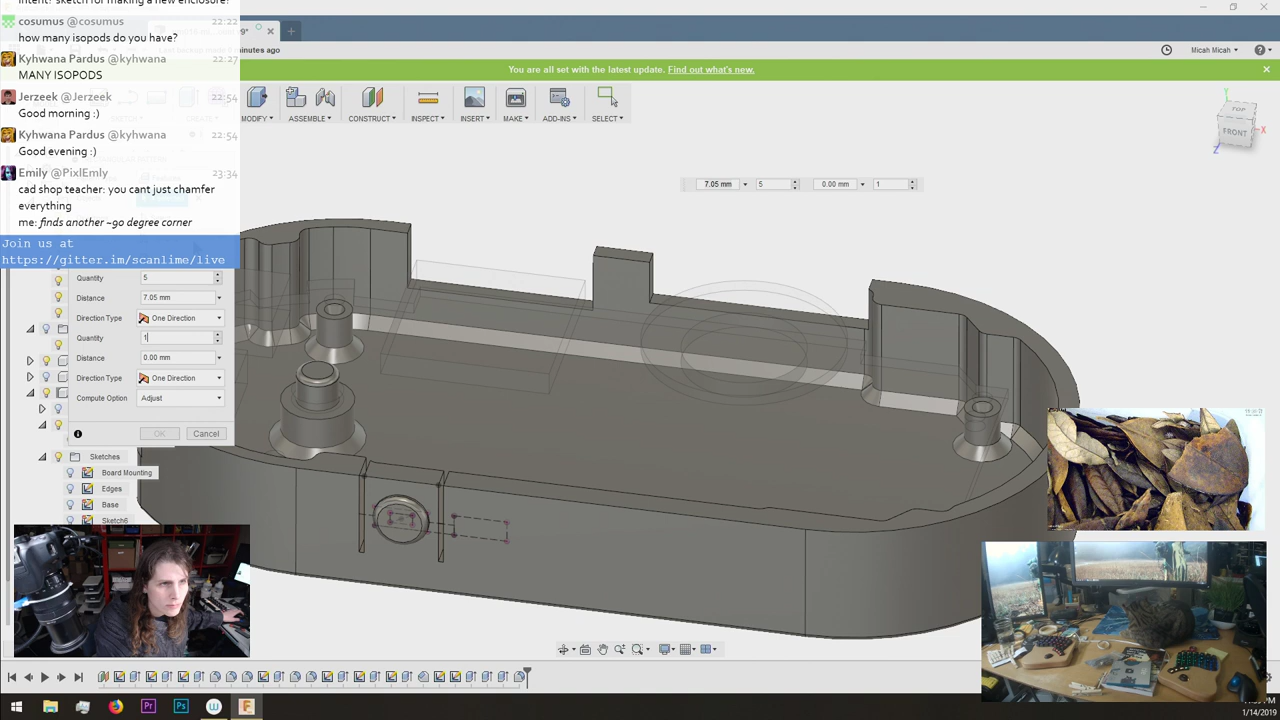 cosumus @cosumus 22:22
how many isopods do you have?
Kyhwana Pardus @kyhwana 22:27
MANY ISOPODS
Jerzeek @Jerzeek 22:54
Good morning :)
Kyhwana Pardus @kyhwana 22:54
Good evening :)
Emily @PixlEmly 23:34
cad shop teacher: you cant just chamfer
everything
me: finds another ~90 degree corner
Join us at
https://gitter.im/scanlime/live
minutes ago
Micah Micah
You are all set with the latest update. Find out what's new.
MODIFY
ASSEMBLE
CONSTRUCT
INSPECT
INSERT
MAKE
ADD-INS
SELECT
TOP
FRONT
X
Y
Z
7.05 mm
5
0.00 mm
1
Quantity 5
Distance 7.05 mm
Direction Type One Direction
Quantity 1
Distance 0.00 mm
Direction Type One Direction
Compute Option Adjust
OK
Cancel
Sketches
Board Mounting
Edges
Base
Sketch6
1/14/2019